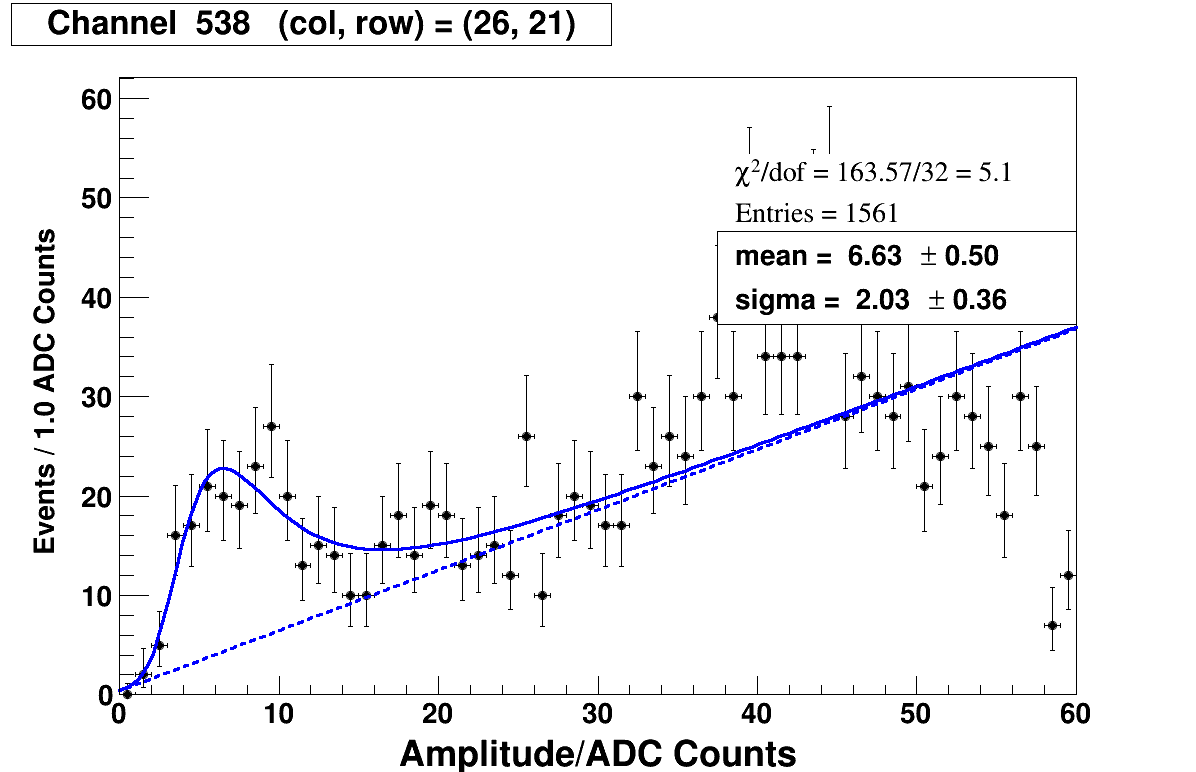 Channel 538 (col, row) = (26, 21)
χ²/dof = 163.57/32 = 5.1
Entries = 1561
mean = 6.63 ± 0.50
sigma = 2.03 ± 0.36
Events / 1.0 ADC Counts
60
50
40
30
20
10
0
0 10 20 30 40 50 60
Amplitude/ADC Counts